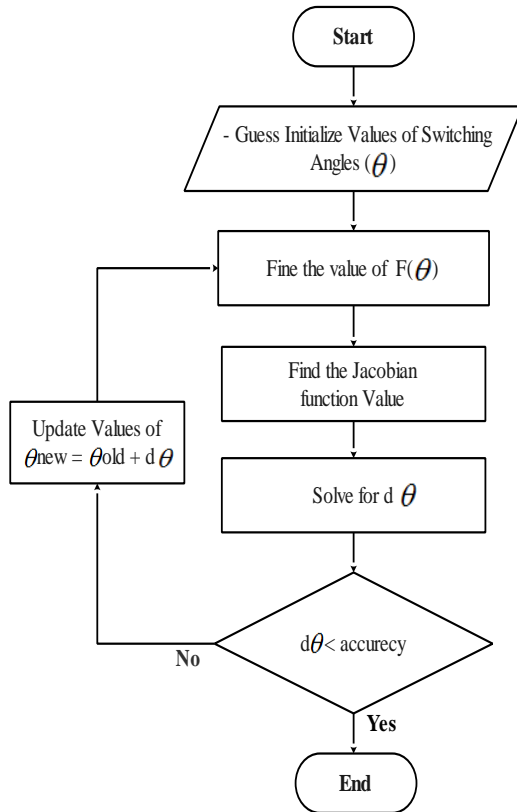 Start
- Guess Initialize Values of Switching
Angles (θ)
Fine the value of F(θ)
Find the Jacobian
function Value
Update Values of
θnew = θold + d θ
Solve for d θ
dθ< accurecy
No
Yes
End